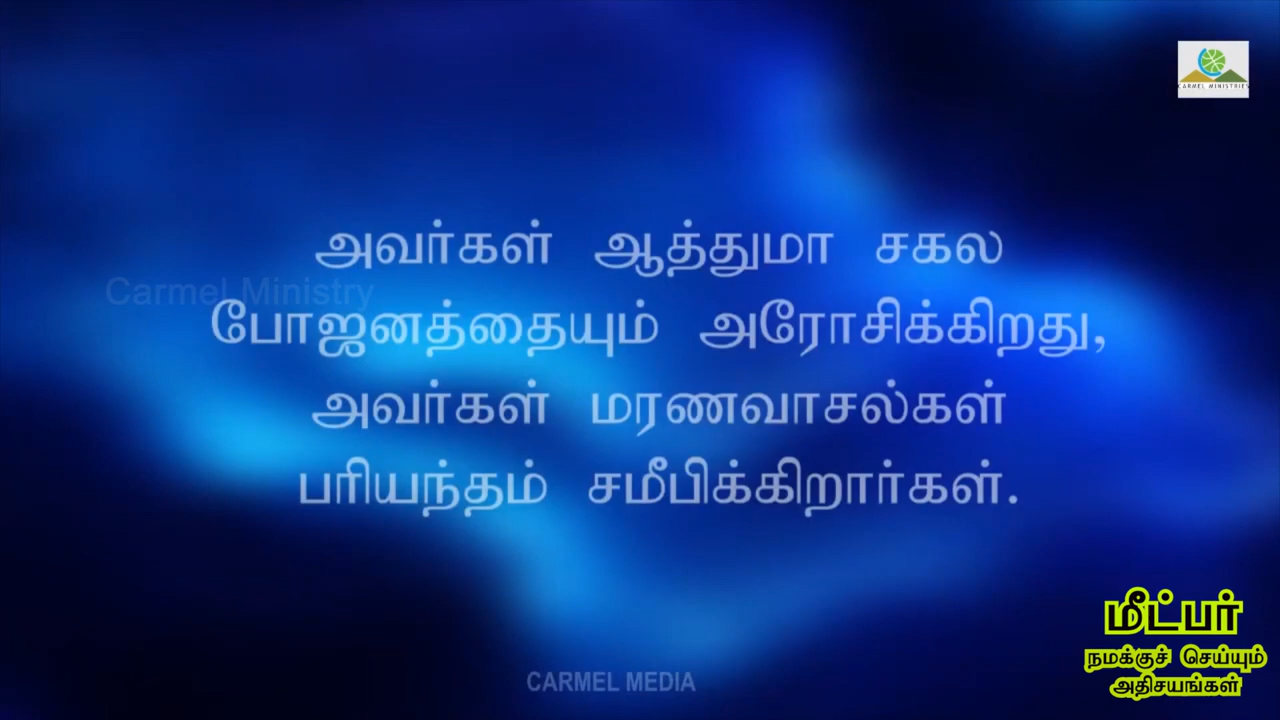 CARMEL MINISTRIES
அவர்கள் ஆத்துமா சகல
Carmel Ministry
போஜனத்தையும் அரோசிக்கிறது,
அவர்கள் மரணவாசல்கள்
பரியந்தம் சமீபிக்கிறார்கள்.
மீட்பர்
நமக்குச் செய்யும்
அதிசயங்கள்
CARMEL MEDIA